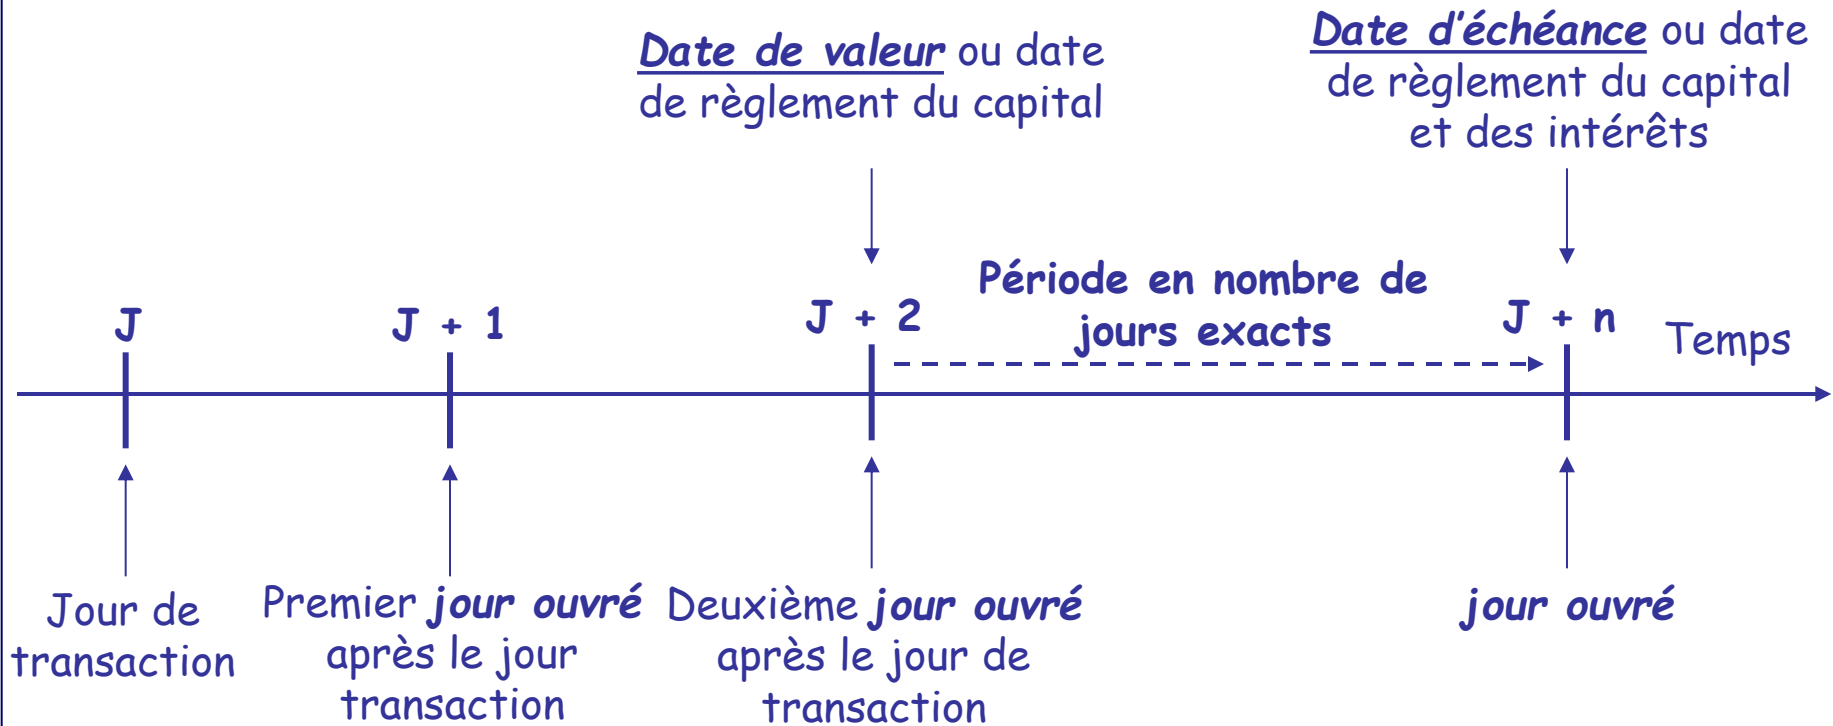 Date de valeur ou date
de règlement du capital
Date d'échéance ou date
de règlement du capital
et des intérêts
Période en nombre de
jours exacts
J
J + 1
J + 2
J + n
Temps
Jour de
transaction
Premier jour ouvré
après le jour
transaction
Deuxième jour ouvré
après le jour de
transaction
jour ouvré